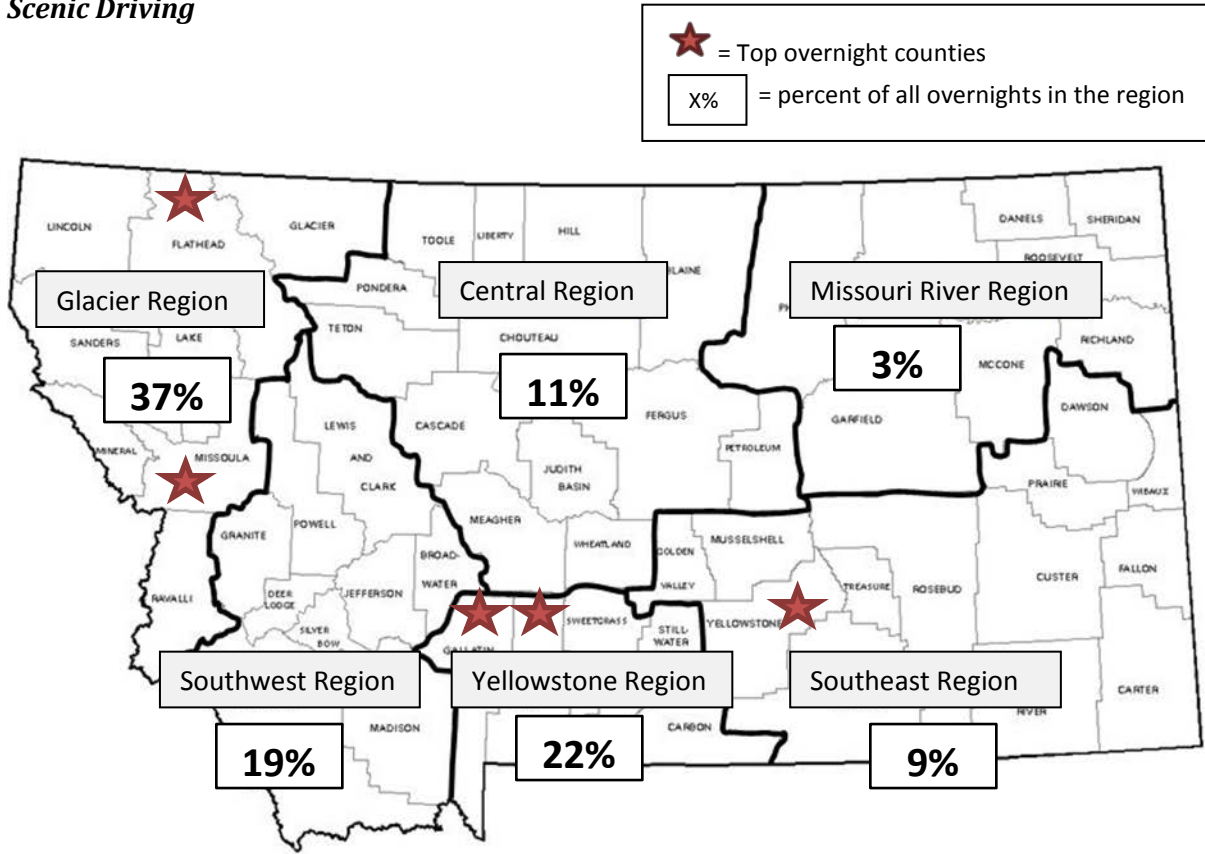 Scenic Driving
= Top overnight counties
X% = percent of all overnights in the region
LINCOLN
FLATHEAD
GLACIER
TOOLE
LIBERTY
HILL
DANIELS
SHERIDAN
ROOSEVELT
PONDERA
Glacier Region
Central Region
Missouri River Region
TETON
CHOUTEAU
SANDERS
LAKE
RICHLAND
MCCONE
37%
11%
3%
DAWSON
GARFIELD
FERGUS
CASCADE
LEWIS
AND
CLARK
PETROLEUM
MINERAL
MISSOULA
JUDITH
BASIN
PRAIRIE
WIBAUX
MEAGHER
GRANITE
POWELL
WHEATLAND
MUSSELSHELL
GOLDEN
VALLEY
BROAD-
WATER
FALLON
CUSTER
TREASURE
ROSEBUD
RAVALLI
DEER
LODGE
JEFFERSON
SILVER
BOW
GALLATIN
SWEETGRASS
STILL-
WATER
YELLOWSTONE
Southwest Region
Yellowstone Region
Southeast Region
CARTER
RIVER
MADISON
CARBON
19%
22%
9%